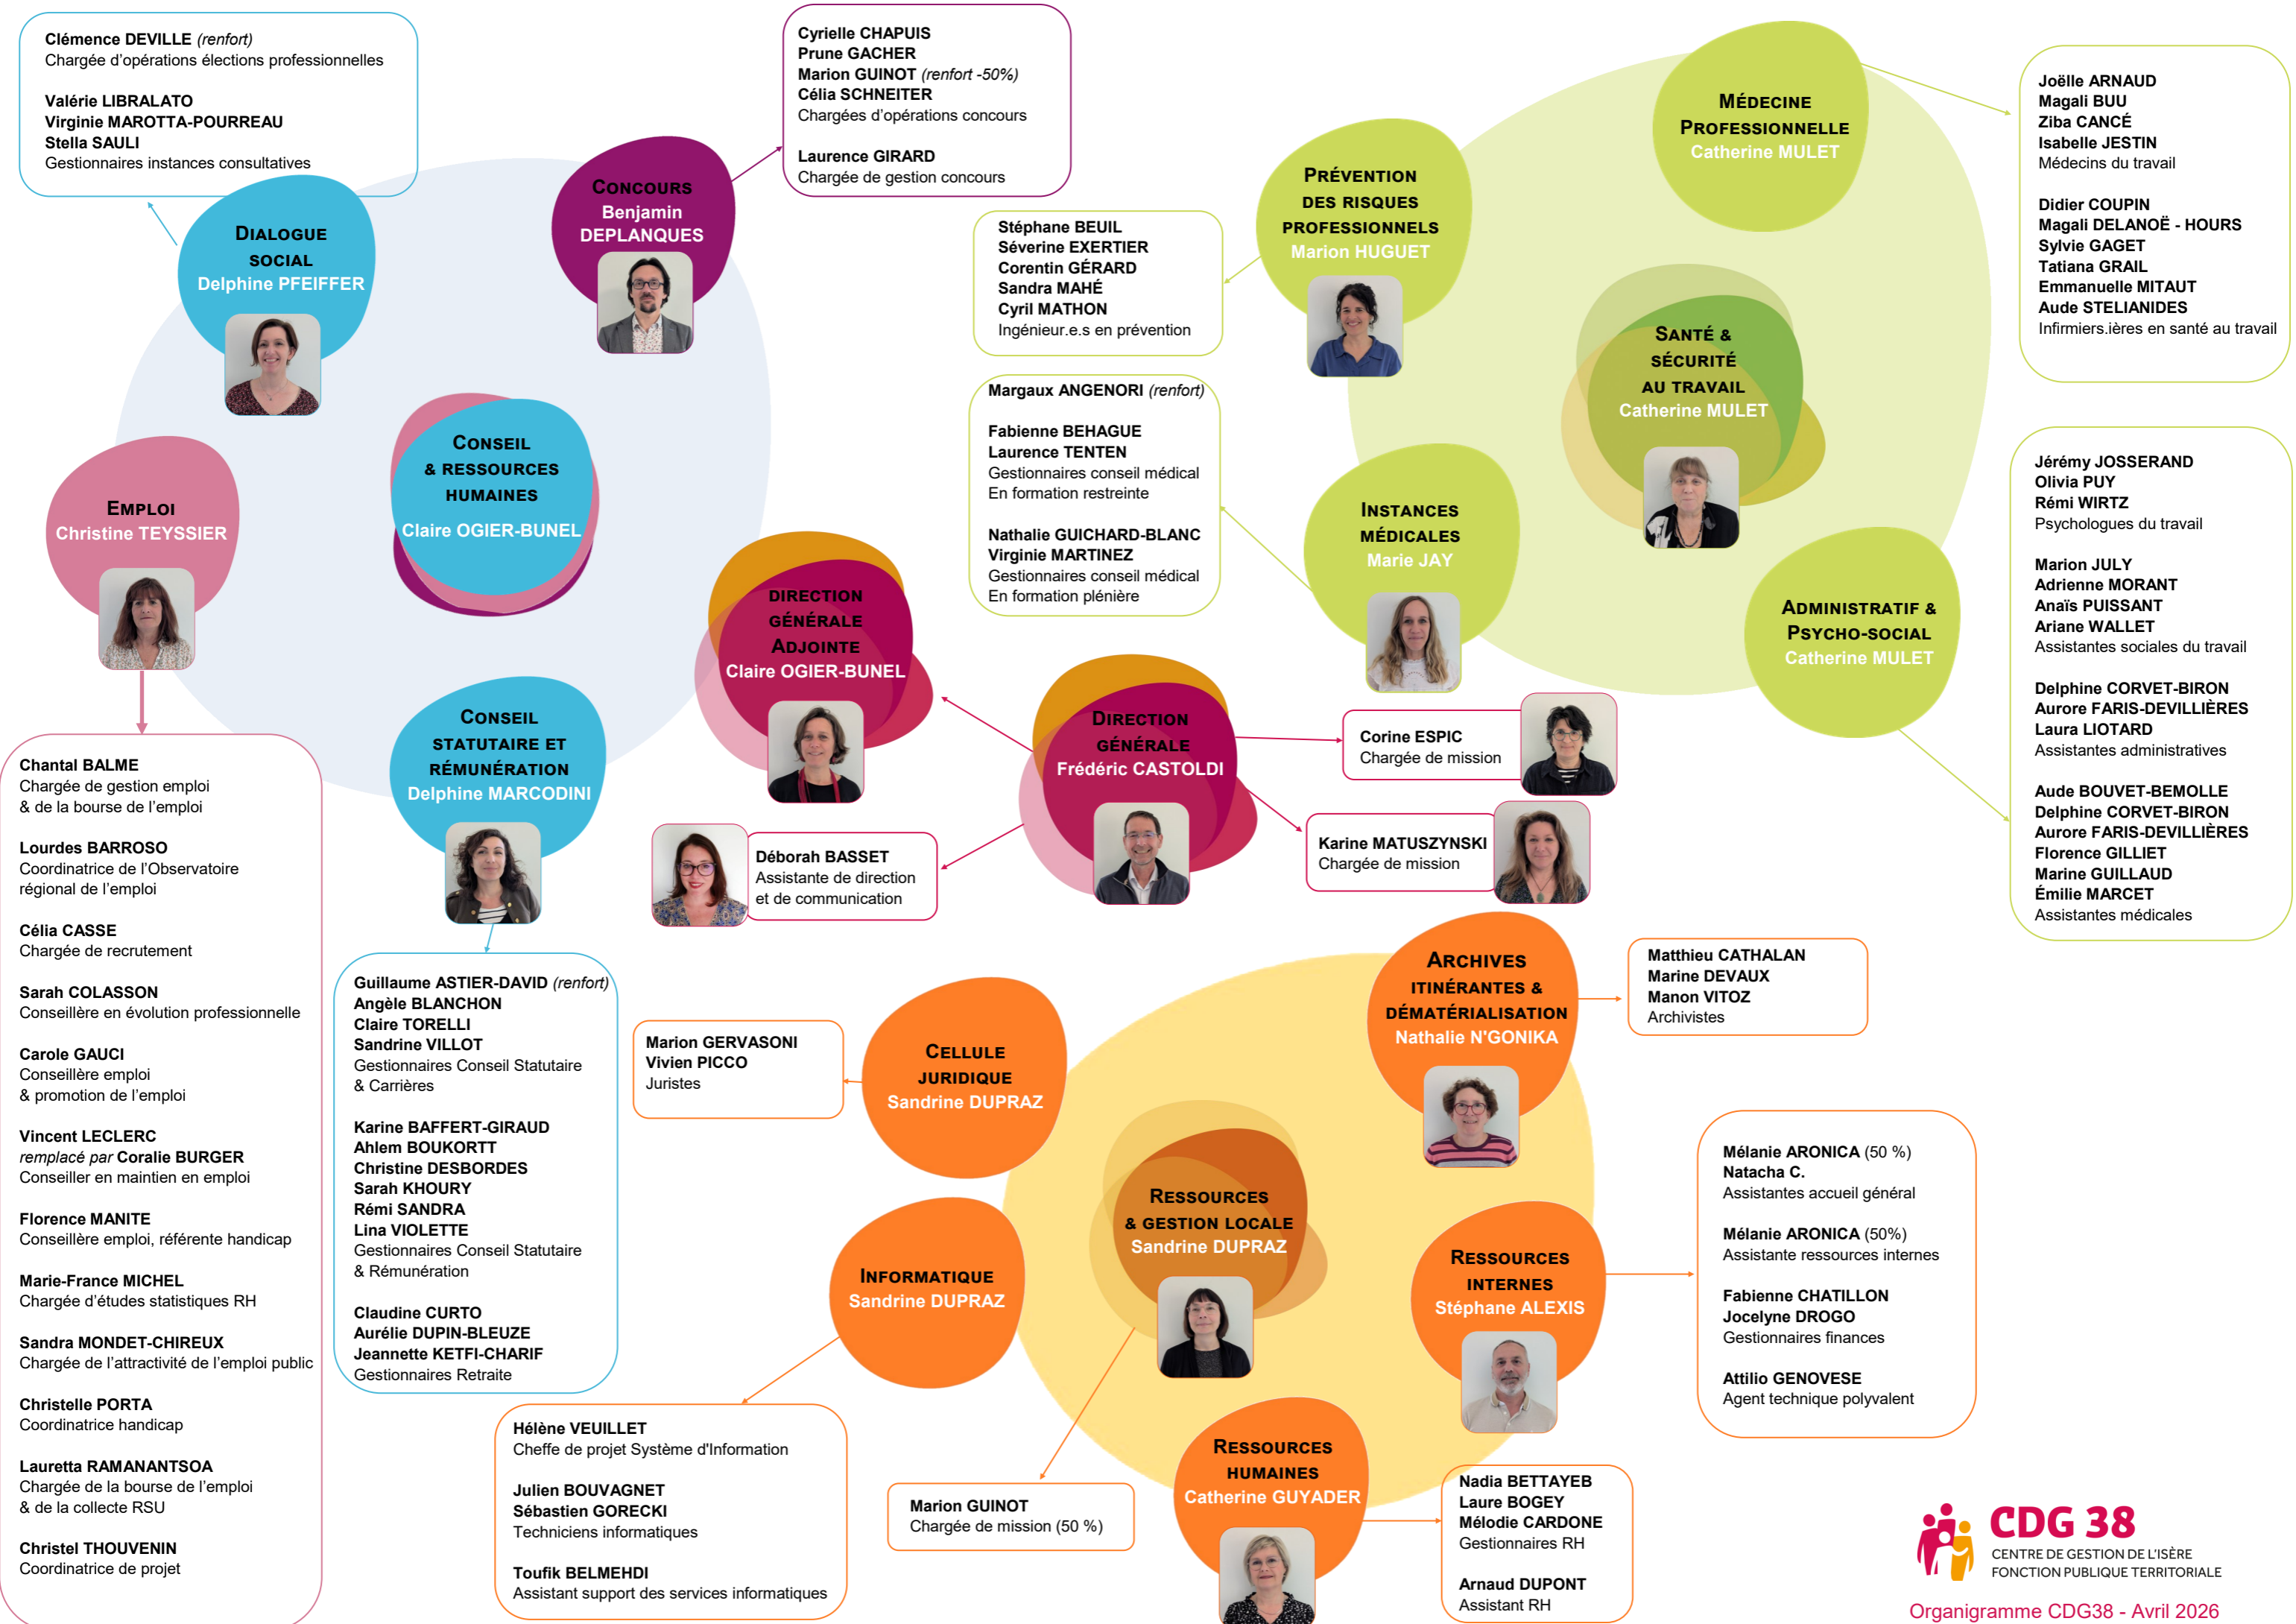 Clémence DEVILLE (renfort)
Chargée d'opérations élections professionnelles
Valérie LIBRALATO
Virginie MAROTTA-POURREAU
Stella SAULI
Gestionnaires instances consultatives
DIALOGUE
SOCIAL
Delphine PFEIFFER
CONCOURS
Benjamin
DEPLANQUES
Cyrielle CHAPUIS
Prune GACHER
Marion GUINOT (renfort -50%)
Célia SCHNEITER
Chargées d'opérations concours
Laurence GIRARD
Chargée de gestion concours
CONSEIL
& RESSOURCES
HUMAINES
Claire OGIER-BUNEL
EMPLOI
Christine TEYSSIER
Chantal BALME
Chargée de gestion emploi
& de la bourse de l'emploi
Lourdes BARROSO
Coordinatrice de l'Observatoire
régional de l'emploi
Célia CASSE
Chargée de recrutement
Sarah COLASSON
Conseillère en évolution professionnelle
Carole GAUCI
Conseillère emploi
& promotion de l'emploi
Vincent LECLERC
remplacé par Coralie BURGER
Conseiller en maintien en emploi
Florence MANITE
Conseillère emploi, référente handicap
Marie-France MICHEL
Chargée d'études statistiques RH
Sandra MONDET-CHIREUX
Chargée de l'attractivité de l'emploi public
Christelle PORTA
Coordinatrice handicap
Lauretta RAMANANTSOA
Chargée de la bourse de l'emploi
& de la collecte RSU
Christel THOUVENIN
Coordinatrice de projet
CONSEIL
STATUTAIRE ET
RÉMUNÉRATION
Delphine MARCODINI
Guillaume ASTIER-DAVID (renfort)
Angèle BLANCHON
Claire TORELLI
Sandrine VILLOT
Gestionnaires Conseil Statutaire
& Carrières
Karine BAFFERT-GIRAUD
Ahlem BOUKORTT
Christine DESBORDES
Sarah KHOURY
Rémi SANDRA
Lina VIOLETTE
Gestionnaires Conseil Statutaire
& Rémunération
Claudine CURTO
Aurélie DUPIN-BLEUZE
Jeannette KETFI-CHARIF
Gestionnaires Retraite
DIRECTION
GÉNÉRALE
ADJOINTE
Claire OGIER-BUNEL
DIRECTION
GÉNÉRALE
Frédéric CASTOLDI
Déborah BASSET
Assistante de direction
et de communication
Corine ESPIC
Chargée de mission
Karine MATUSZYNSKI
Chargée de mission
PRÉVENTION
DES RISQUES
PROFESSIONNELS
Marion HUGUET
Stéphane BEUIL
Séverine EXERTIER
Corentin GÉRARD
Sandra MAHÉ
Cyril MATHON
Ingénieur.e.s en prévention
Margaux ANGENORI (renfort)
Fabienne BEHAGUE
Laurence TENTEN
Gestionnaires conseil médical
En formation restreinte
Nathalie GUICHARD-BLANC
Virginie MARTINEZ
Gestionnaires conseil médical
En formation plénière
INSTANCES
MÉDICALES
Marie JAY
SANTÉ &
SÉCURITÉ
AU TRAVAIL
Catherine MULET
MÉDECINE
PROFESSIONNELLE
Catherine MULET
Joëlle ARNAUD
Magali BUU
Ziba CANCÉ
Isabelle JESTIN
Médecins du travail
Didier COUPIN
Magali DELANOË - HOURS
Sylvie GAGET
Tatiana GRAIL
Emmanuelle MITAUT
Aude STELIANIDES
Infirmiers.ières en santé au travail
ADMINISTRATIF &
PSYCHO-SOCIAL
Catherine MULET
Jérémy JOSSERAND
Olivia PUY
Rémi WIRTZ
Psychologues du travail
Marion JULY
Adrienne MORANT
Anaïs PUISSANT
Ariane WALLET
Assistantes sociales du travail
Delphine CORVET-BIRON
Aurore FARIS-DEVILLIÈRES
Laura LIOTARD
Assistantes administratives
Aude BOUVET-BEMOLLE
Delphine CORVET-BIRON
Aurore FARIS-DEVILLIÈRES
Florence GILLIET
Marine GUILLAUD
Émilie MARCET
Assistantes médicales
ARCHIVES
ITINÉRANTES &
DÉMATÉRIALISATION
Nathalie N'GONIKA
Matthieu CATHALAN
Marine DEVAUX
Manon VITOZ
Archivistes
CELLULE
JURIDIQUE
Sandrine DUPRAZ
Marion GERVASONI
Vivien PICCO
Juristes
RESSOURCES
& GESTION LOCALE
Sandrine DUPRAZ
INFORMATIQUE
Sandrine DUPRAZ
Hélène VEUILLET
Cheffe de projet Système d'Information
Julien BOUVAGNET
Sébastien GORECKI
Techniciens informatiques
Toufik BELMEHDI
Assistant support des services informatiques
Marion GUINOT
Chargée de mission (50 %)
RESSOURCES
INTERNES
Stéphane ALEXIS
Mélanie ARONICA (50 %)
Natacha C.
Assistantes accueil général
Mélanie ARONICA (50%)
Assistante ressources internes
Fabienne CHATILLON
Jocelyne DROGO
Gestionnaires finances
Attilio GENOVESE
Agent technique polyvalent
RESSOURCES
HUMAINES
Catherine GUYADER
Nadia BETTAYEB
Laure BOGEY
Mélodie CARDONE
Gestionnaires RH
Arnaud DUPONT
Assistant RH
CDG 38
CENTRE DE GESTION DE L'ISÈRE
FONCTION PUBLIQUE TERRITORIALE
Organigramme CDG38 - Avril 2026